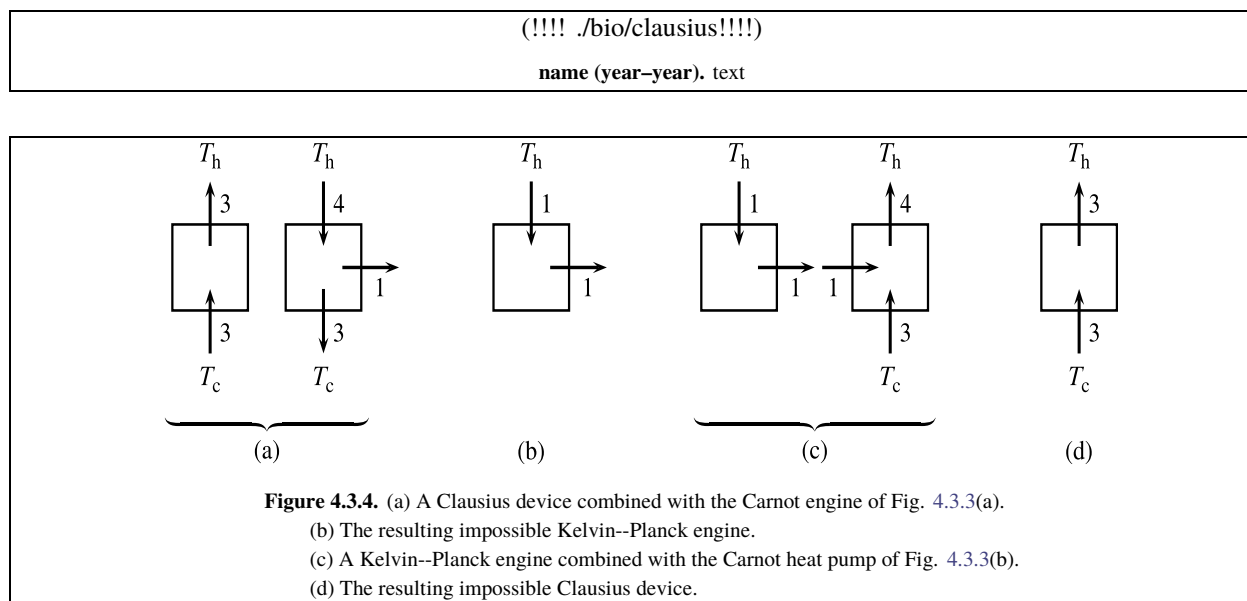 (!!!! ./bio/clausius!!!!)
name (year–year). text
T_h T_h T_h T_h T_h T_h
3 4 1 1 4 3
1 1 1 1
3 3 3 3
T_c T_c T_c T_c
(a) (b) (c) (d)
Figure 4.3.4. (a) A Clausius device combined with the Carnot engine of Fig. 4.3.3(a).
(b) The resulting impossible Kelvin--Planck engine.
(c) A Kelvin--Planck engine combined with the Carnot heat pump of Fig. 4.3.3(b).
(d) The resulting impossible Clausius device.